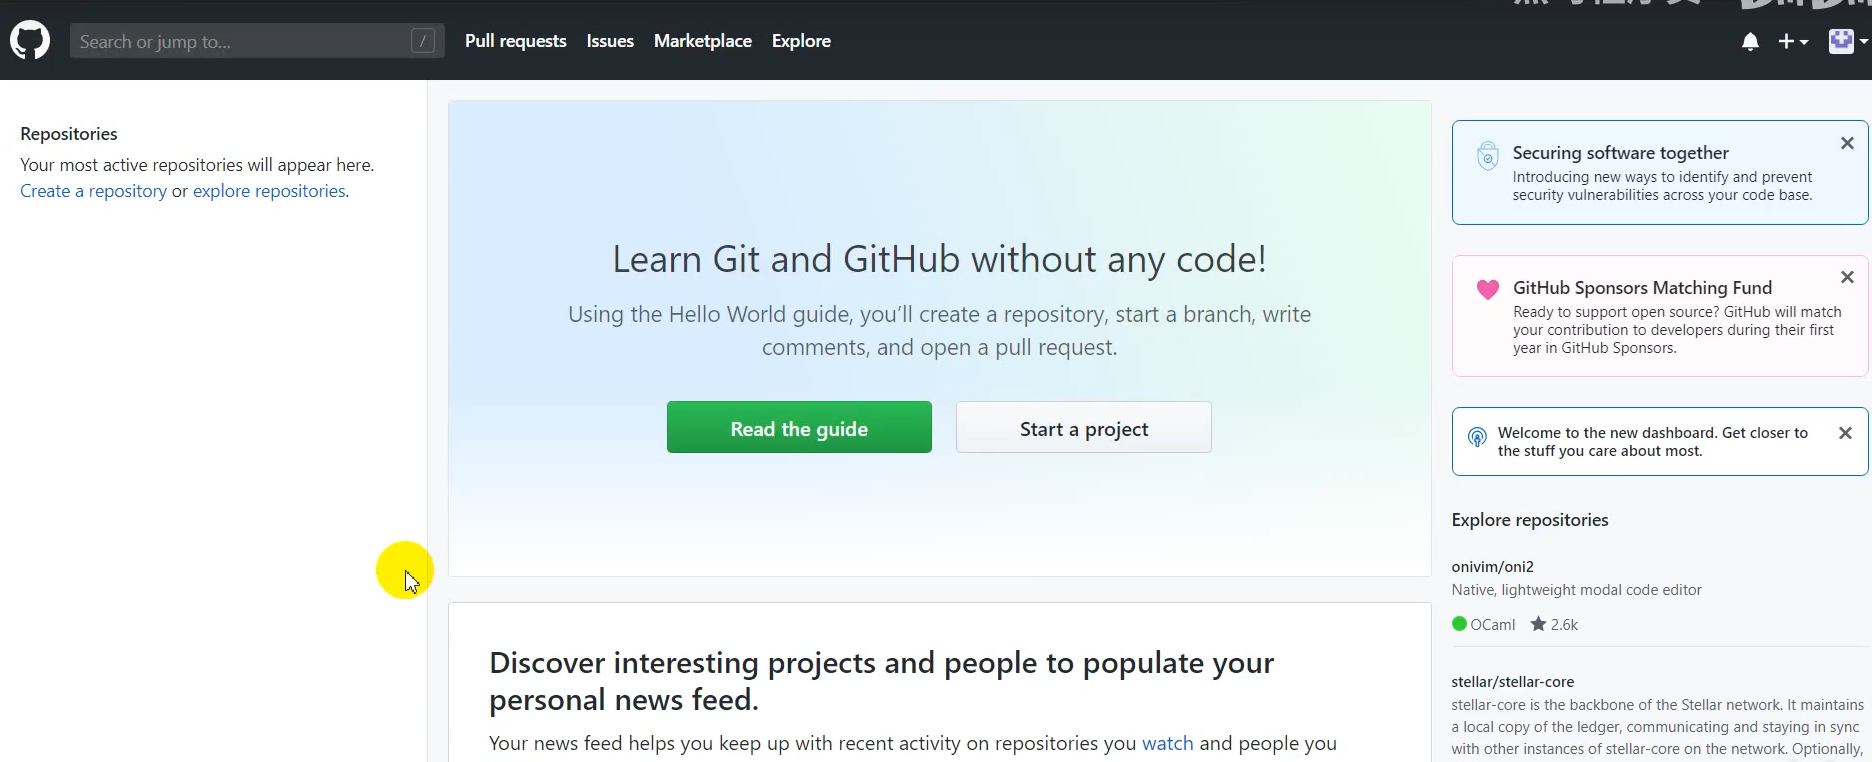 Search or jump to... /
Pull requests Issues Marketplace Explore
Repositories
Your most active repositories will appear here.
Create a repository or explore repositories.
Learn Git and GitHub without any code!
Using the Hello World guide, you'll create a repository, start a branch, write
comments, and open a pull request.
Read the guide
Start a project
Discover interesting projects and people to populate your
personal news feed.
Your news feed helps you keep up with recent activity on repositories you watch and people you
Securing software together
Introducing new ways to identify and prevent
security vulnerabilities across your code base.
GitHub Sponsors Matching Fund
Ready to support open source? GitHub will match
your contribution to developers during their first
year in GitHub Sponsors.
Welcome to the new dashboard. Get closer to
the stuff you care about most.
Explore repositories
onivim/oni2
Native, lightweight modal code editor
OCaml 2.6k
stellar/stellar-core
stellar-core is the backbone of the Stellar network. It maintains
a local copy of the ledger, communicating and staying in sync
with other instances of stellar-core on the network. Optionally,